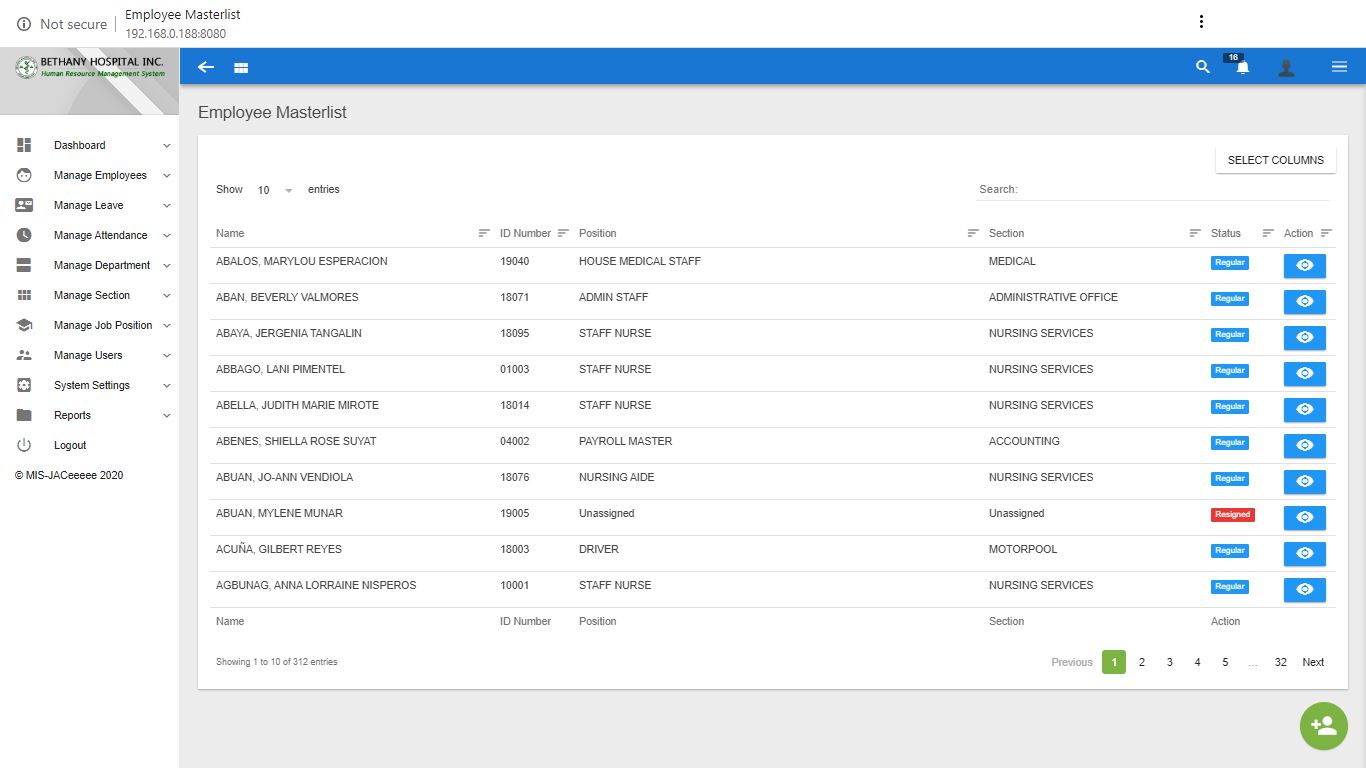 Not secure
Employee Masterlist
192.168.0.188:8080
BETHANY HOSPITAL INC.
Human Resource Management System
16
Dashboard
Manage Employees
Manage Leave
Manage Attendance
Manage Department
Manage Section
Manage Job Position
Manage Users
System Settings
Reports
Logout
© MIS-JACeeeee 2020
Employee Masterlist
SELECT COLUMNS
Show 10 entries Search:
Name ID Number Position Section Status Action
ABALOS, MARYLOU ESPERACION 19040 HOUSE MEDICAL STAFF MEDICAL Regular
ABAN, BEVERLY VALMORES 18071 ADMIN STAFF ADMINISTRATIVE OFFICE Regular
ABAYA, JERGENIA TANGALIN 18095 STAFF NURSE NURSING SERVICES Regular
ABBAGO, LANI PIMENTEL 01003 STAFF NURSE NURSING SERVICES Regular
ABELLA, JUDITH MARIE MIROTE 18014 STAFF NURSE NURSING SERVICES Regular
ABENES, SHIELLA ROSE SUYAT 04002 PAYROLL MASTER ACCOUNTING Regular
ABUAN, JO-ANN VENDIOLA 18076 NURSING AIDE NURSING SERVICES Regular
ABUAN, MYLENE MUNAR 19005 Unassigned Unassigned Resigned
ACUÑA, GILBERT REYES 18003 DRIVER MOTORPOOL Regular
AGBUNAG, ANNA LORRAINE NISPEROS 10001 STAFF NURSE NURSING SERVICES Regular
Name ID Number Position Section Action
Showing 1 to 10 of 312 entries Previous 1 2 3 4 5 ... 32 Next